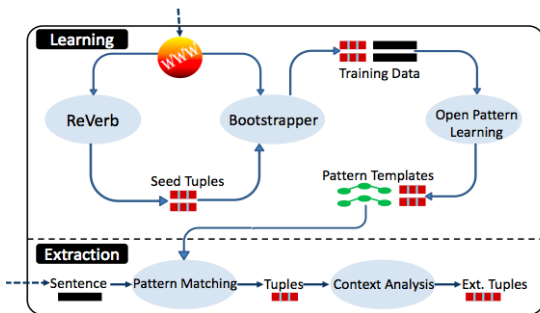 Learning
WWW
Training Data
ReVerb
Bootstrapper
Open Pattern
Learning
Seed Tuples
Pattern Templates
Extraction
Sentence
Pattern Matching
Tuples
Context Analysis
Ext. Tuples